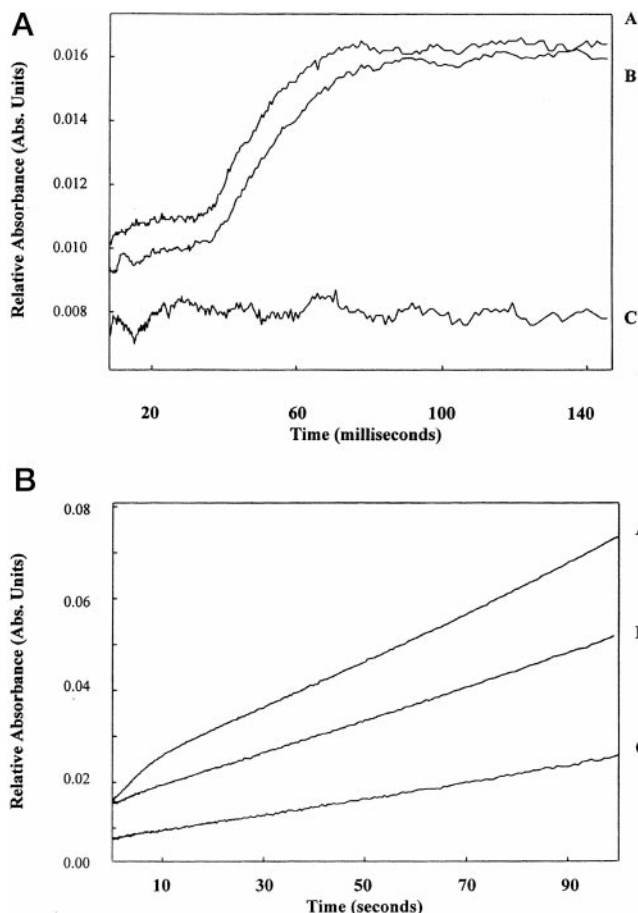 A
Relative Absorbance (Abs. Units)
0.016
0.014
0.012
0.010
0.008
A
B
C
20 60 100 140
Time (milliseconds)
B
Relative Absorbance (Abs. Units)
0.08
0.06
0.04
0.02
0.00
10 30 50 70 90
Time (seconds)